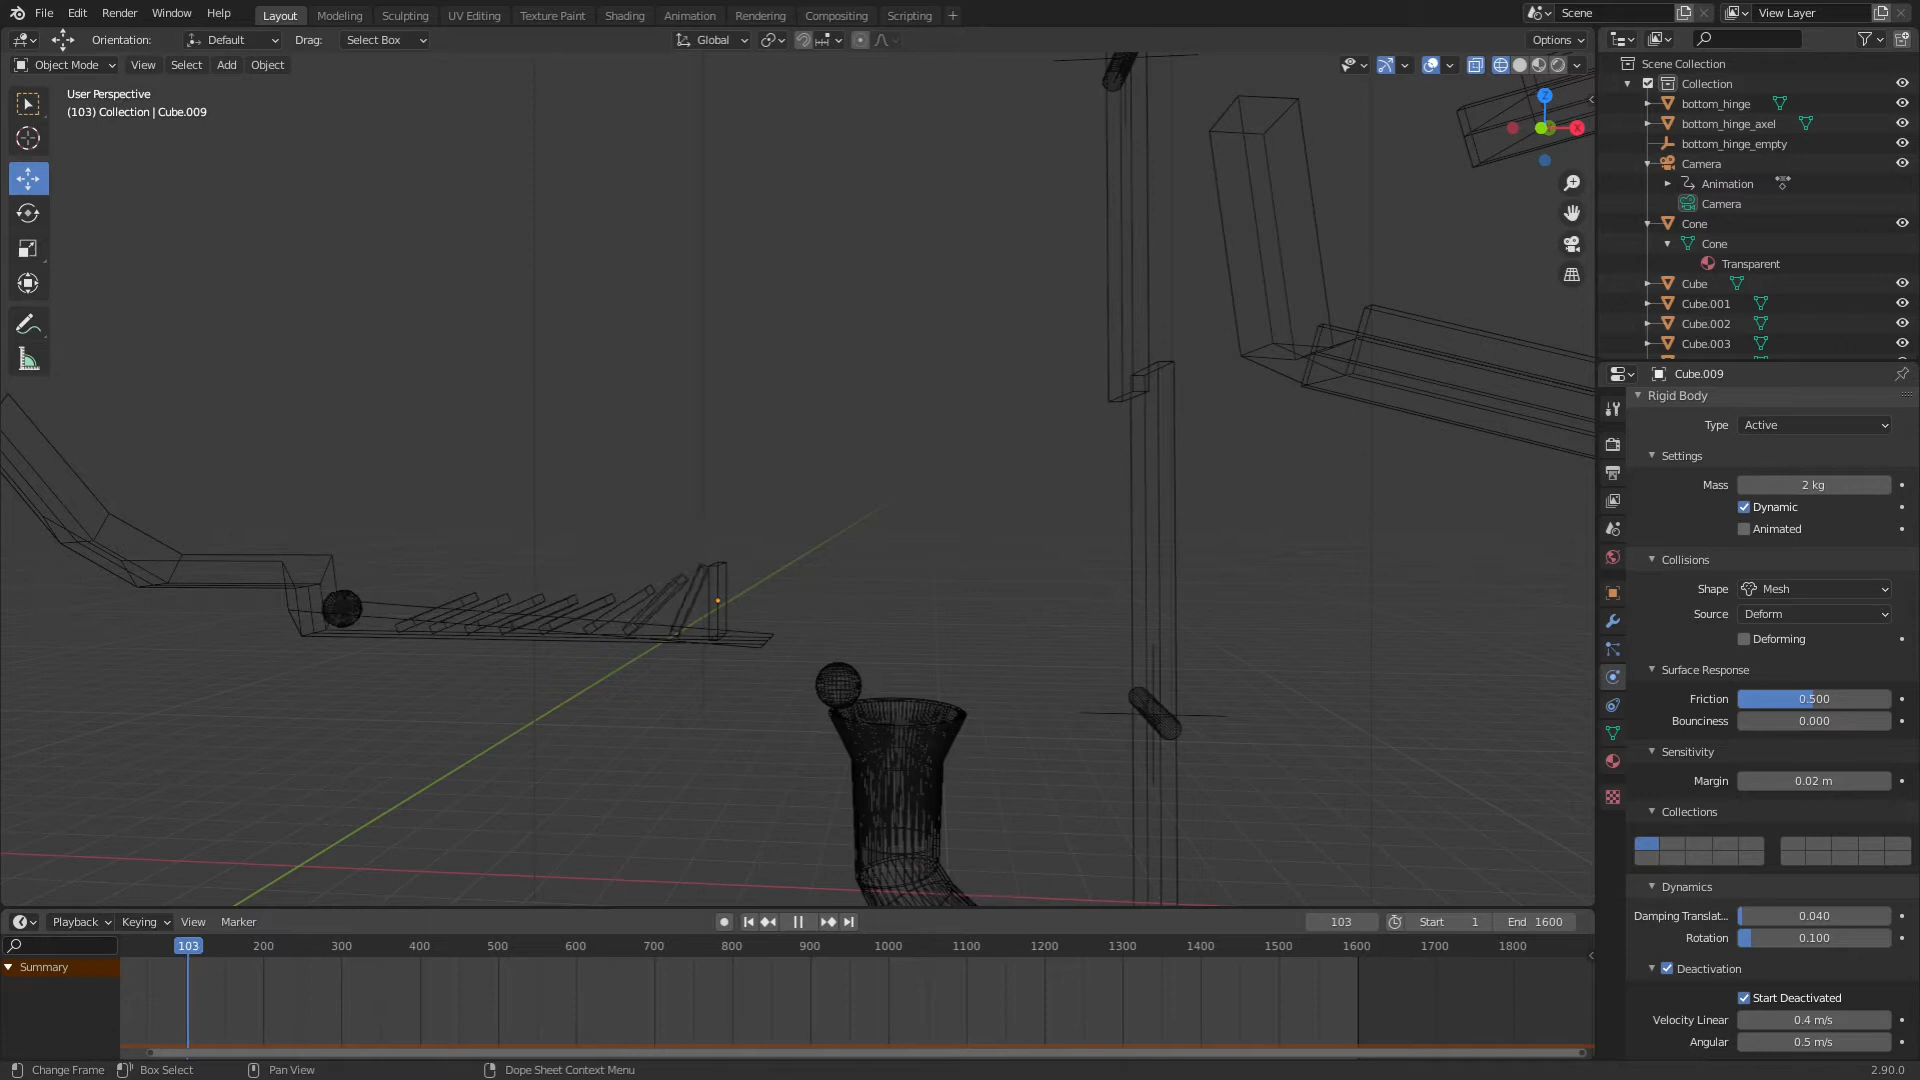 File Edit Render Window Help Layout Modeling Sculpting UV Editing Texture Paint Shading Animation Rendering Compositing Scripting + Scene View Layer
Orientation: Default Drag: Select Box Global Options
Object Mode View Select Add Object
User Perspective
(103) Collection | Cube.009
Z
X
Scene Collection
Collection
bottom_hinge
bottom_hinge_axel
bottom_hinge_empty
Camera
Animation
Camera
Cone
Cone
Transparent
Cube
Cube.001
Cube.002
Cube.003
Cube.009
Rigid Body
Type Active
Settings
Mass 2 kg
Dynamic
Animated
Collisions
Shape Mesh
Source Deform
Deforming
Surface Response
Friction 0.500
Bounciness 0.000
Sensitivity
Margin 0.02 m
Collections
Dynamics
Damping Translat... 0.040
Rotation 0.100
Deactivation
Start Deactivated
Velocity Linear 0.4 m/s
Angular 0.5 m/s
Playback Keying View Marker 103 Start 1 End 1600
103 200 300 400 500 600 700 800 900 1000 1100 1200 1300 1400 1500 1600 1700 1800
Summary
Change Frame Box Select Pan View Dope Sheet Context Menu 2.90.0